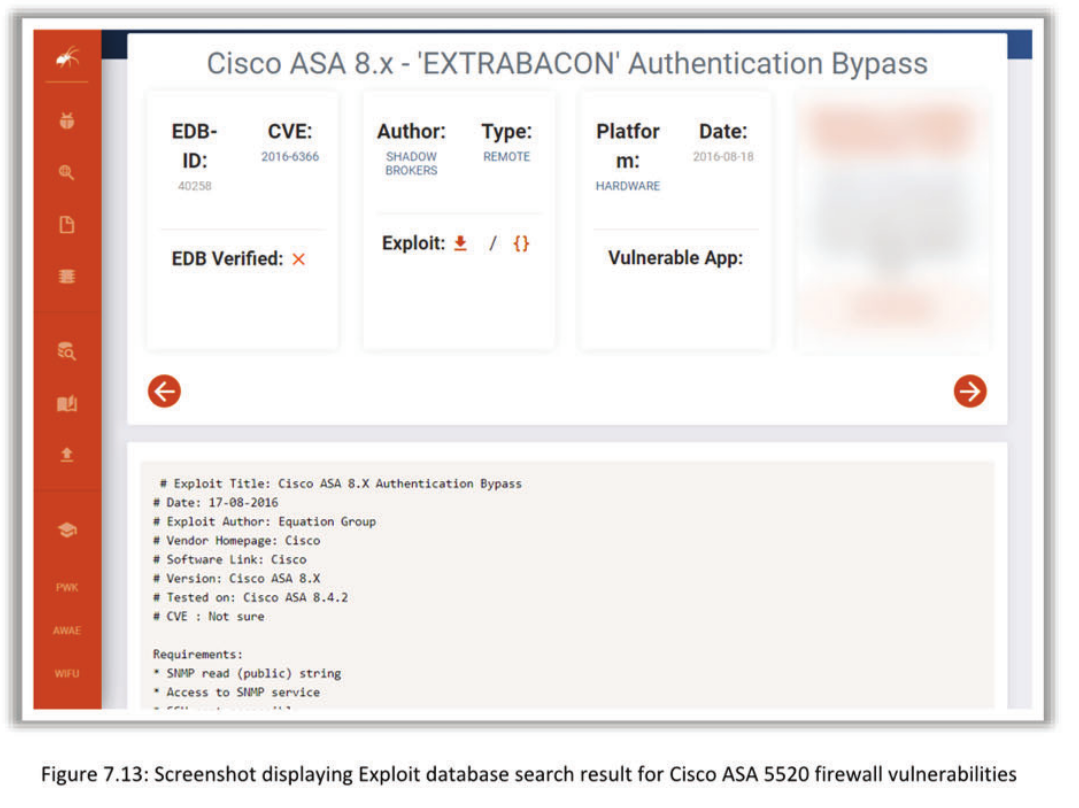 Cisco ASA 8.x - 'EXTRABACON' Authentication Bypass
EDB-
ID:
40258
CVE:
2016-6366
EDB Verified: ×
Author:
SHADOW
BROKERS
Type:
REMOTE
Exploit: / {}
Platfor
m:
HARDWARE
Date:
2016-08-18
Vulnerable App:
PWK
AWAE
WIFU
# Exploit Title: Cisco ASA 8.X Authentication Bypass
# Date: 17-08-2016
# Exploit Author: Equation Group
# Vendor Homepage: Cisco
# Software Link: Cisco
# Version: Cisco ASA 8.X
# Tested on: Cisco ASA 8.4.2
# CVE : Not sure
Requirements:
* SNMP read (public) string
* Access to SNMP service
Figure 7.13: Screenshot displaying Exploit database search result for Cisco ASA 5520 firewall vulnerabilities